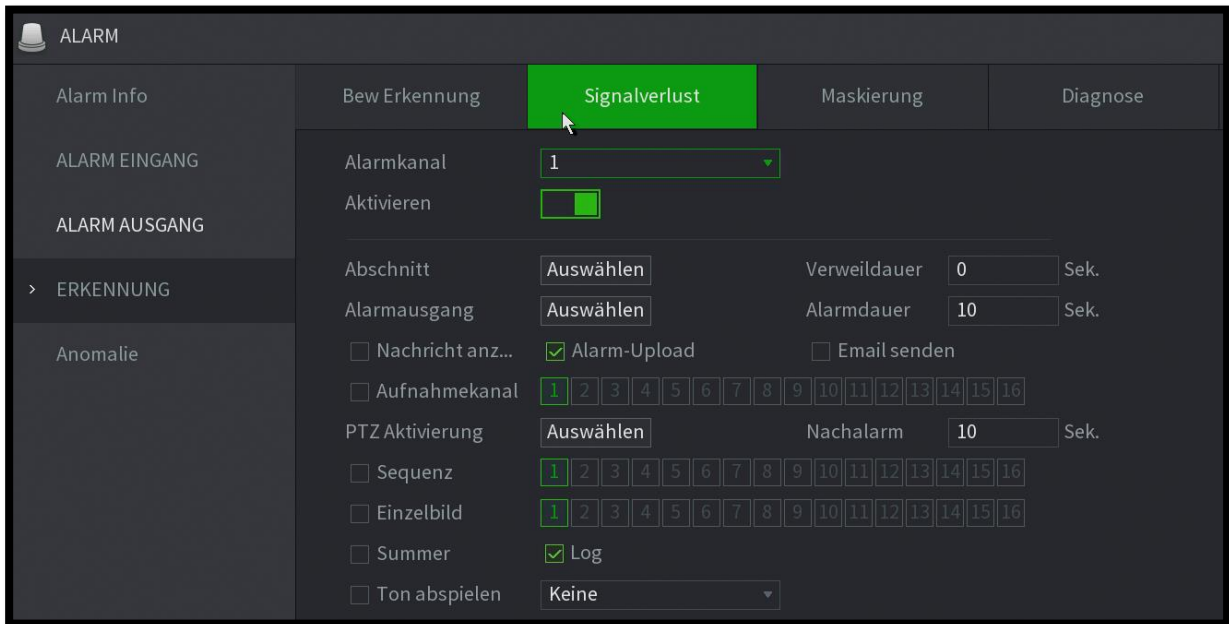 ALARM
Alarm Info
ALARM EINGANG
ALARM AUSGANG
> ERKENNUNG
Anomalie
Bew Erkennung Signalverlust Maskierung Diagnose
Alarmkanal 1
Aktivieren
Abschnitt Auswählen Verweildauer 0 Sek.
Alarmausgang Auswählen Alarmdauer 10 Sek.
Nachricht anz... Alarm-Upload Email senden
Aufnahmekanal 1 2 3 4 5 6 7 8 9 10 11 12 13 14 15 16
PTZ Aktivierung Auswählen Nachalarm 10 Sek.
Sequenz 1 2 3 4 5 6 7 8 9 10 11 12 13 14 15 16
Einzelbild 1 2 3 4 5 6 7 8 9 10 11 12 13 14 15 16
Summer Log
Ton abspielen Keine